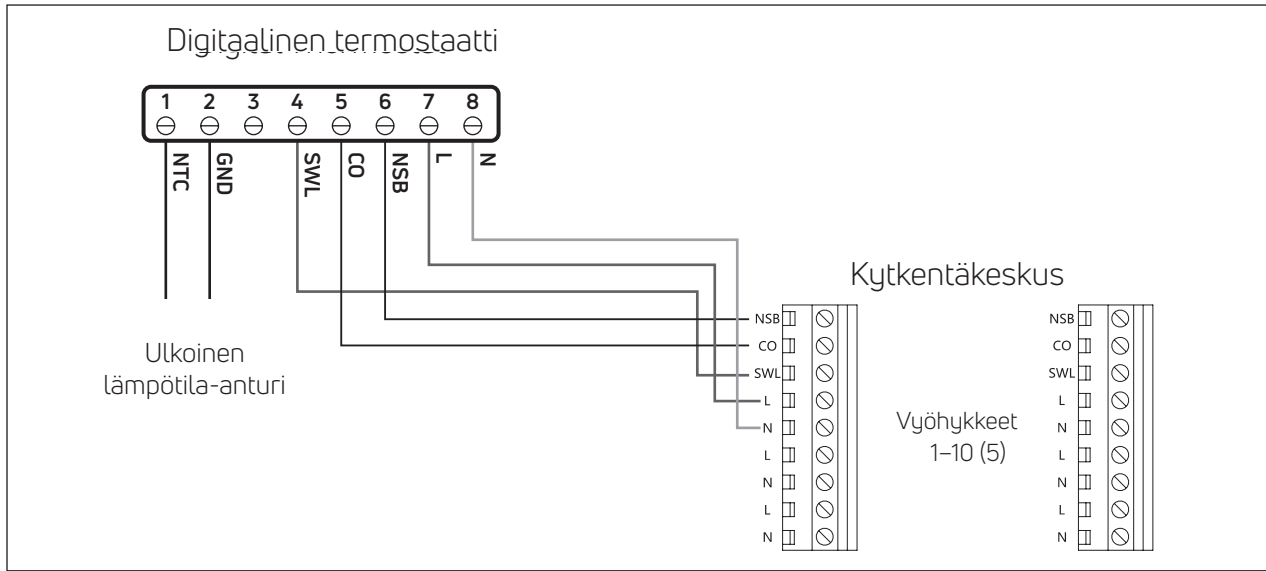 Digitaalinen termostaatti
1 2 3 4 5 6 7 8
NTC GND SWL CO NSB L N
Ulkoinen
lämpötila-anturi
Kytkentäkeskus
NSB
CO
SWL
L
N
L
N
L
N
Vyöhykkeet
1–10 (5)
NSB
CO
SWL
L
N
L
N
L
N